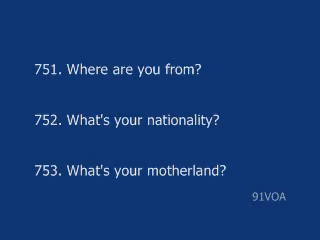 751. Where are you from?
752. What's your nationality?
753. What's your motherland?
91VOA